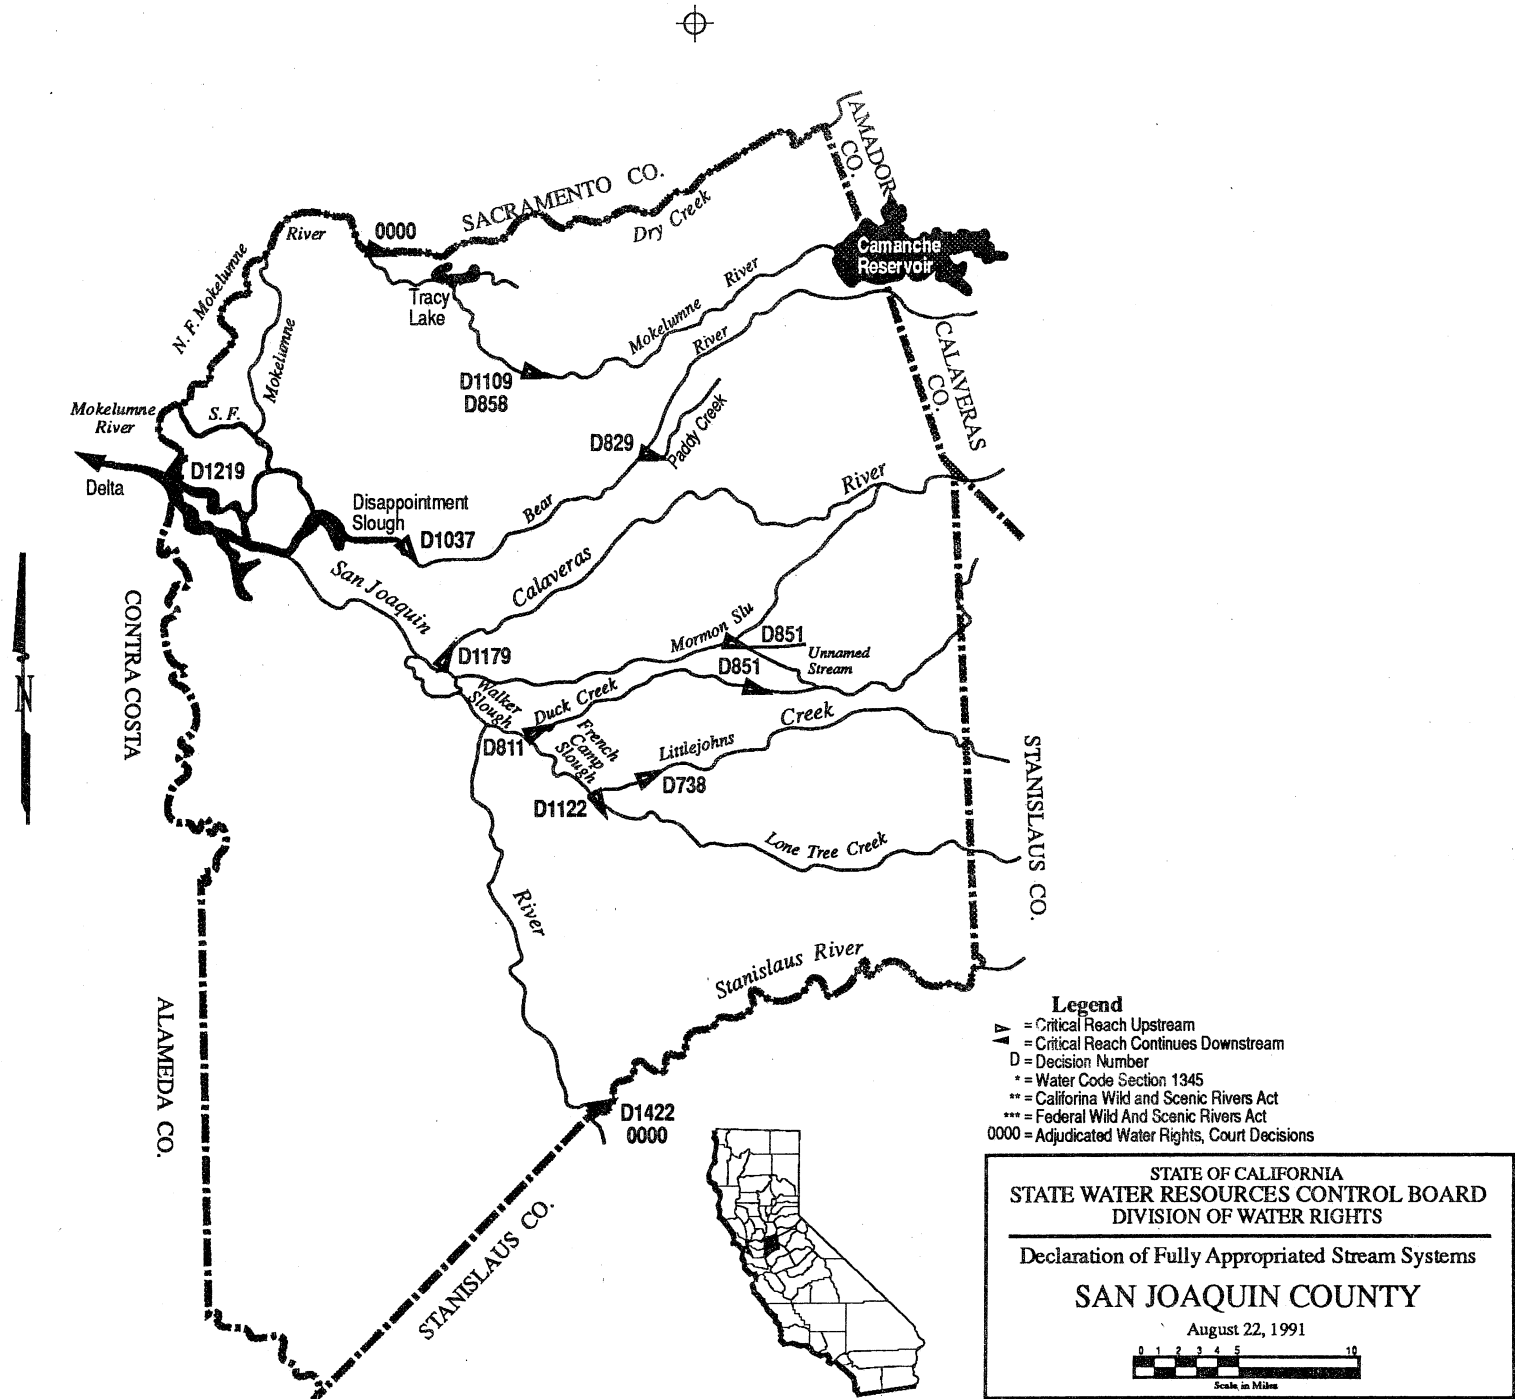 AMADOR
CO.
SACRAMENTO CO.
Dry Creek
0000
River
N. F. Mokelumne
Mokelumne
S. F.
Tracy
Lake
Camanche
Reservoir
Mokelumne River
River
CALAVERAS
CO.
D1109
D858
Mokelumne
River
D829
Paddy Creek
D1219
Delta
Disappointment
Slough
D1037
Bear
River
Calaveras
San Joaquin
CONTRA COSTA
N
Mormon Slu
D851
Unnamed
Stream
D1179
D851
Walker
Slough
Duck Creek
D811
French
Camp
Slough
Littlejohns
Creek
D738
D1122
STANISLAUS CO.
Lone Tree Creek
River
Stanislaus River
ALAMEDA CO.
D1422
0000
STANISLAUS CO.
Legend
= Critical Reach Upstream
= Critical Reach Continues Downstream
D = Decision Number
* = Water Code Section 1345
** = Califorina Wild and Scenic Rivers Act
*** = Federal Wild And Scenic Rivers Act
0000 = Adjudicated Water Rights, Court Decisions
STATE OF CALIFORNIA
STATE WATER RESOURCES CONTROL BOARD
DIVISION OF WATER RIGHTS
Declaration of Fully Appropriated Stream Systems
SAN JOAQUIN COUNTY
August 22, 1991
0 1 2 3 4 5 10
Scale in Miles